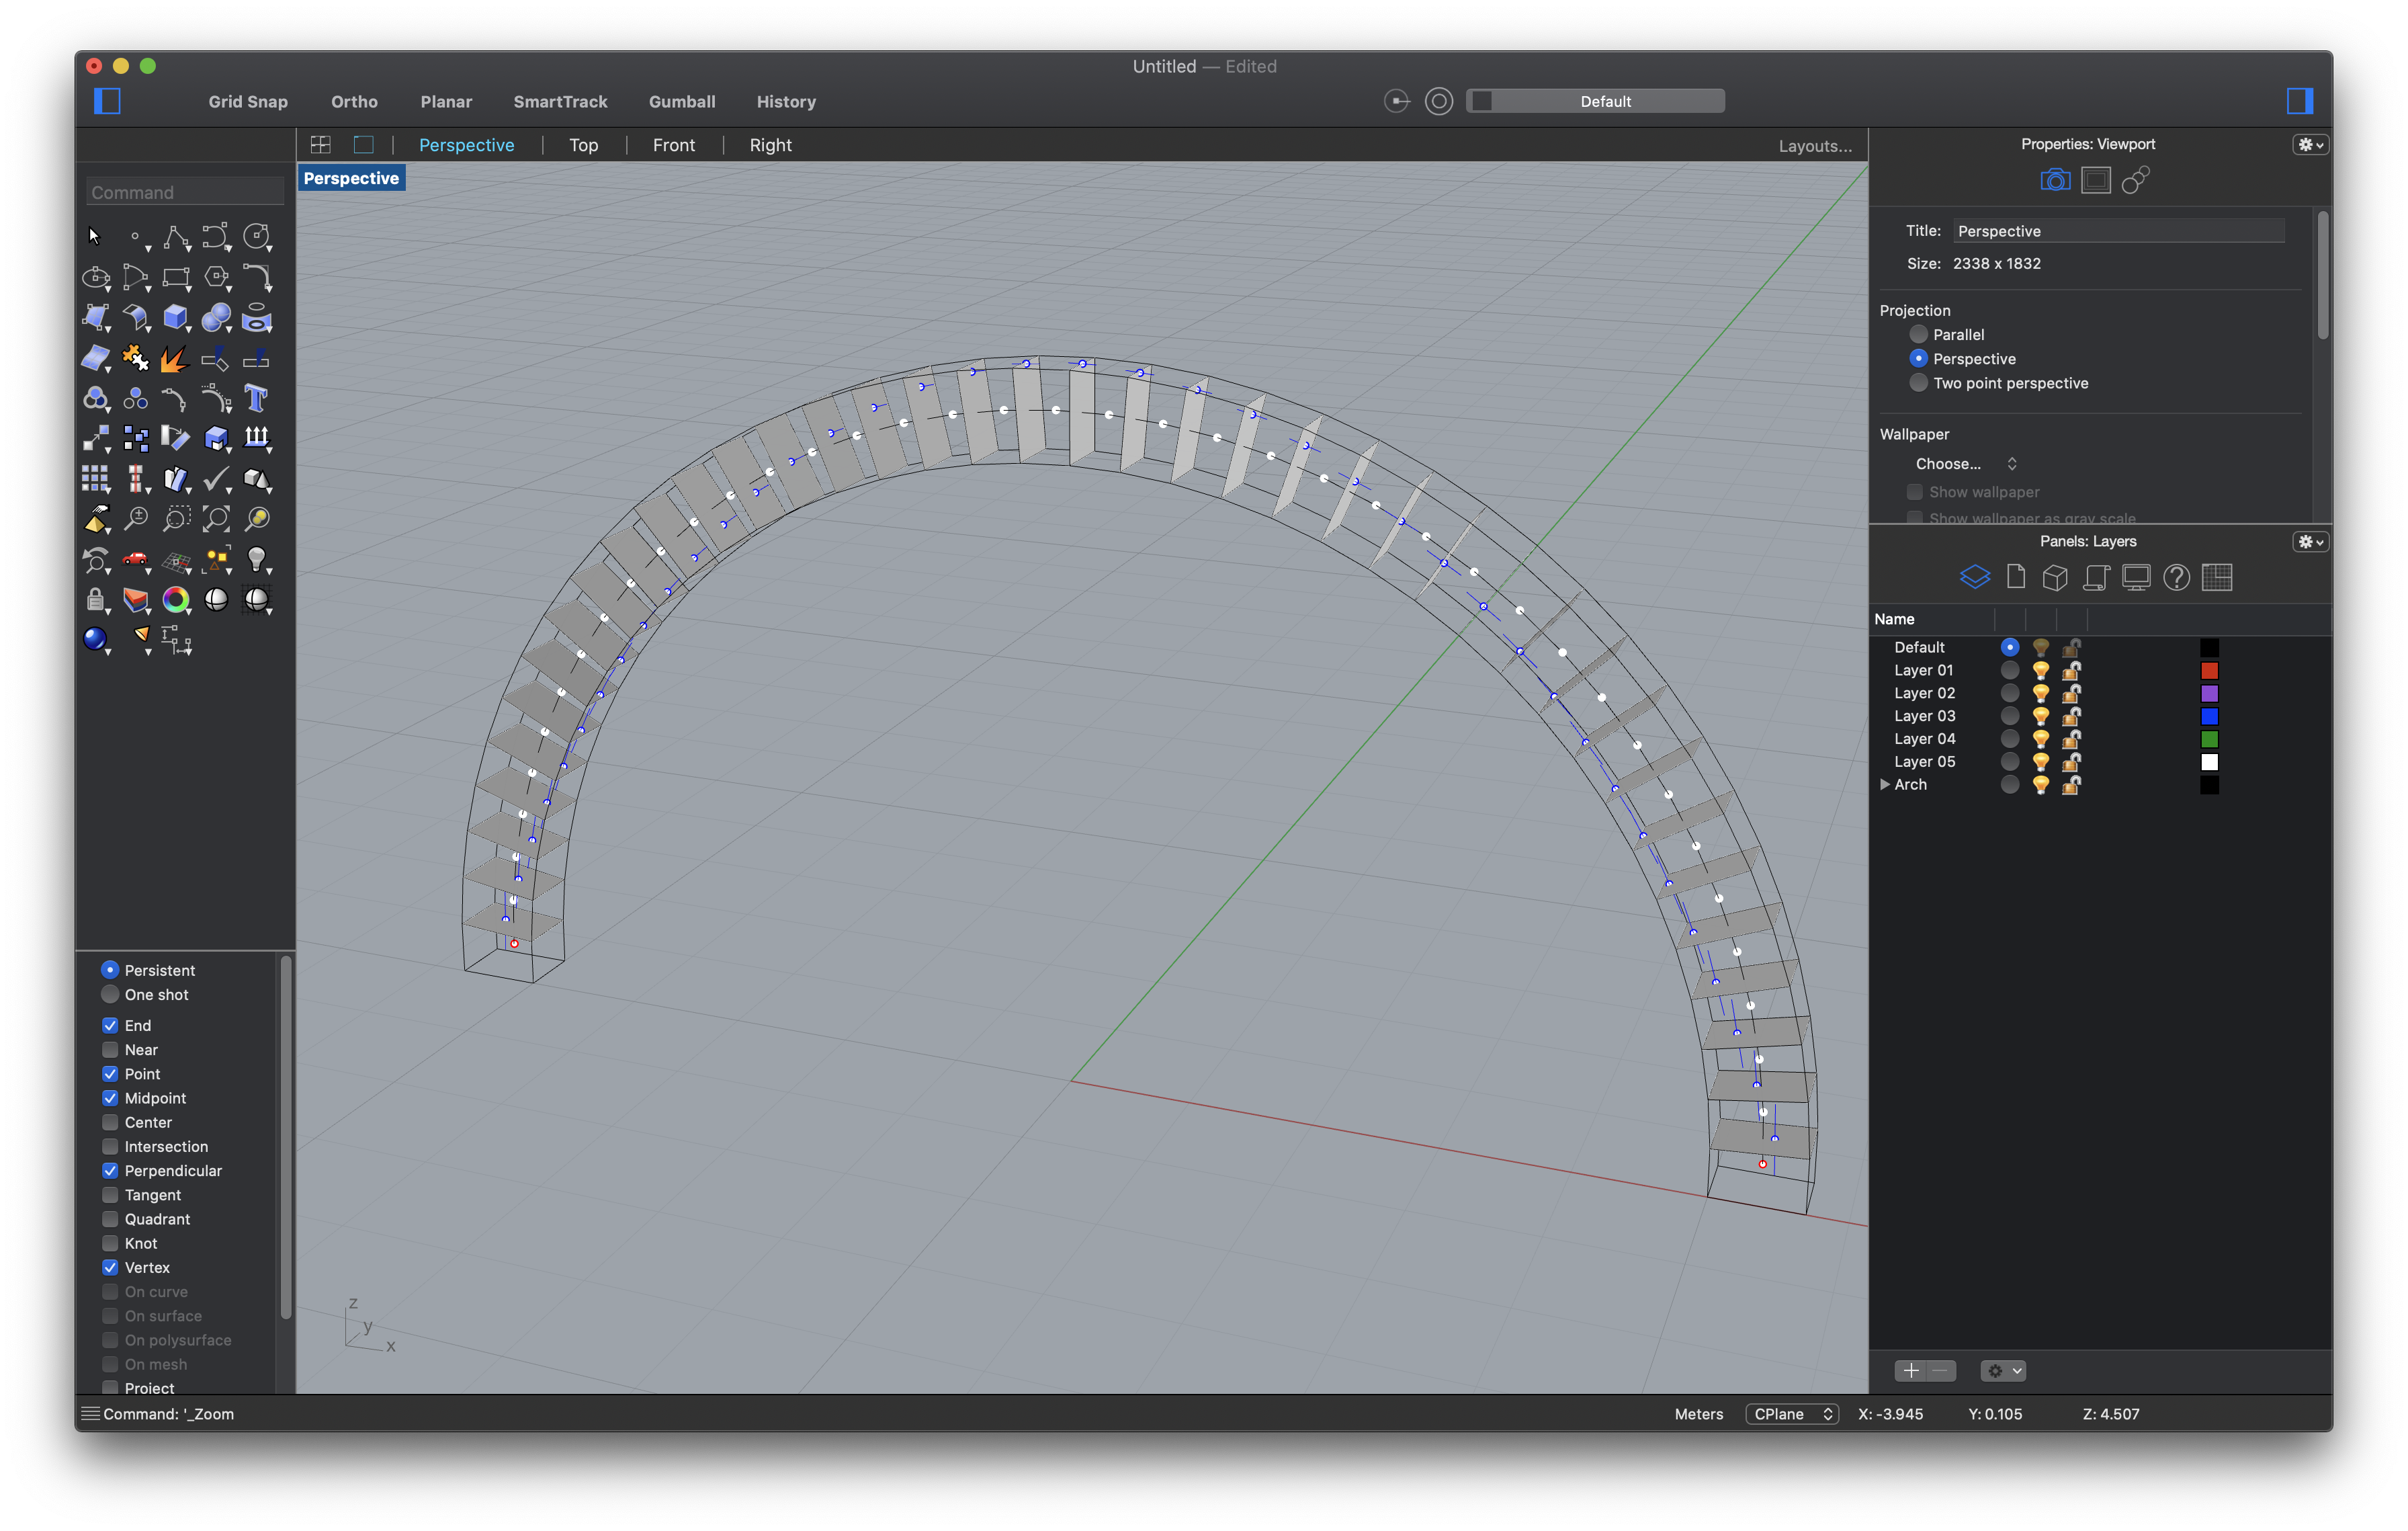 Untitled — Edited
Grid Snap Ortho Planar SmartTrack Gumball History Default
Perspective Top Front Right Layouts...
Perspective
Command
Persistent
One shot
End
Near
Point
Midpoint
Center
Intersection
Perpendicular
Tangent
Quadrant
Knot
Vertex
On curve
On surface
On polysurface
On mesh
Project
z
y
x
Properties: Viewport
Title: Perspective
Size: 2338 x 1832
Projection
Parallel
Perspective
Two point perspective
Wallpaper
Choose...
Show wallpaper
Show wallpaper as gray scale
Panels: Layers
Name
Default
Layer 01
Layer 02
Layer 03
Layer 04
Layer 05
Arch
Command: '_Zoom
Meters CPlane X: -3.945 Y: 0.105 Z: 4.507